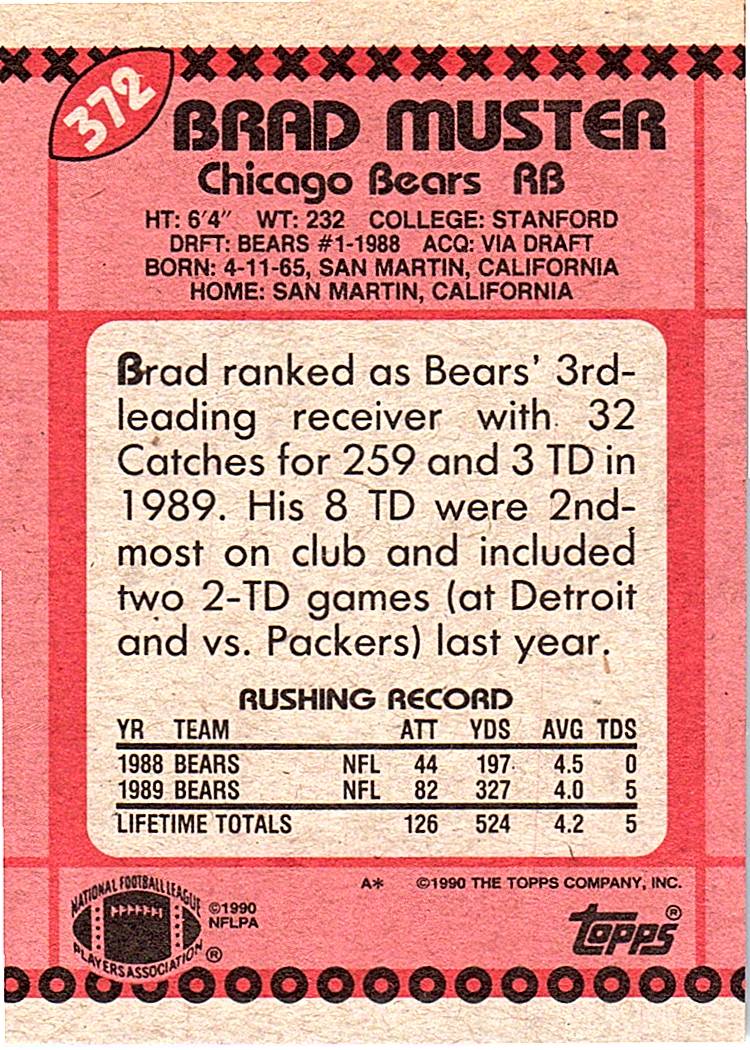 372
BRAD MUSTER
Chicago Bears RB
HT: 6'4" WT: 232 COLLEGE: STANFORD
DRFT: BEARS #1-1988 ACQ: VIA DRAFT
BORN: 4-11-65, SAN MARTIN, CALIFORNIA
HOME: SAN MARTIN, CALIFORNIA
Brad ranked as Bears' 3rd-
leading receiver with 32
Catches for 259 and 3 TD in
1989. His 8 TD were 2nd-
most on club and included
two 2-TD games (at Detroit
and vs. Packers) last year.
RUSHING RECORD
YR TEAM ATT YDS AVG TDS
1988 BEARS NFL 44 197 4.5 0
1989 BEARS NFL 82 327 4.0 5
LIFETIME TOTALS 126 524 4.2 5
A* ©1990 THE TOPPS COMPANY, INC.
NATIONAL FOOTBALL LEAGUE
PLAYERS ASSOCIATION ®
©1990
NFLPA
topps ®